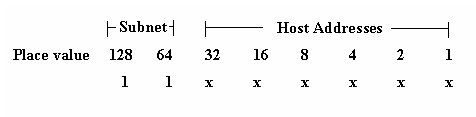 Subnet Host Addresses
Place value 128 64 32 16 8 4 2 1
1 1 x x x x x x